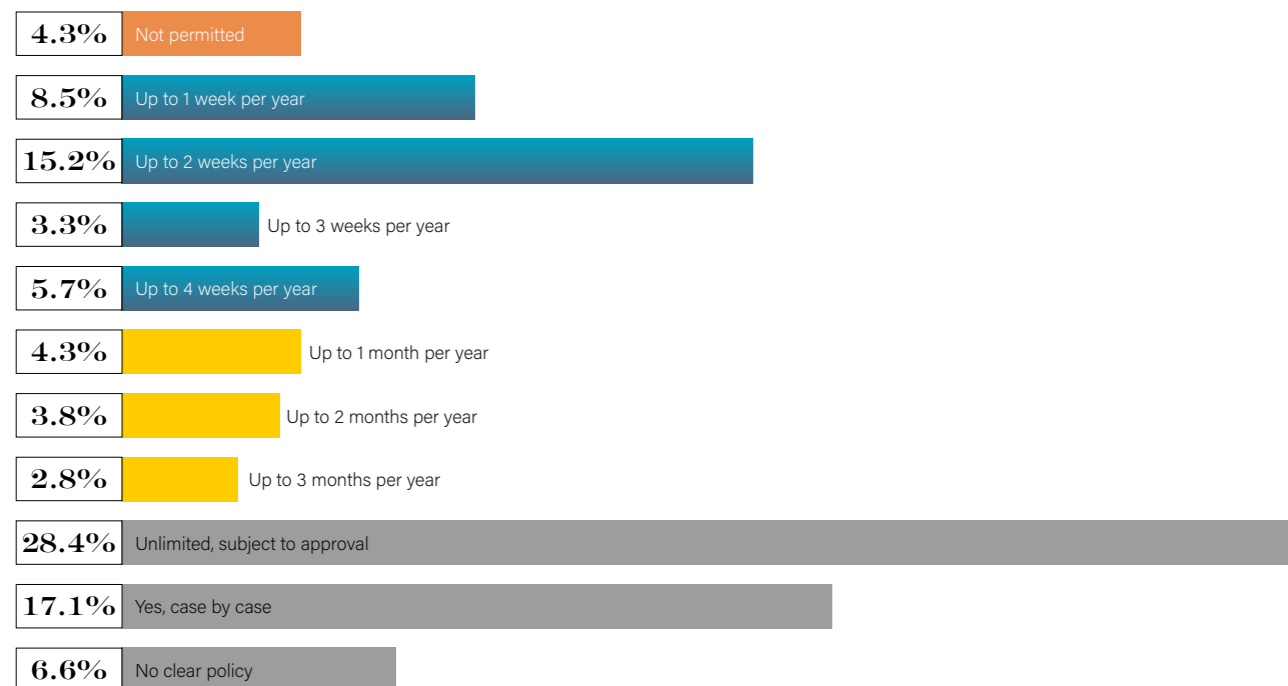 4.3% Not permitted
8.5% Up to 1 week per year
15.2% Up to 2 weeks per year
3.3% Up to 3 weeks per year
5.7% Up to 4 weeks per year
4.3% Up to 1 month per year
3.8% Up to 2 months per year
2.8% Up to 3 months per year
28.4% Unlimited, subject to approval
17.1% Yes, case by case
6.6% No clear policy